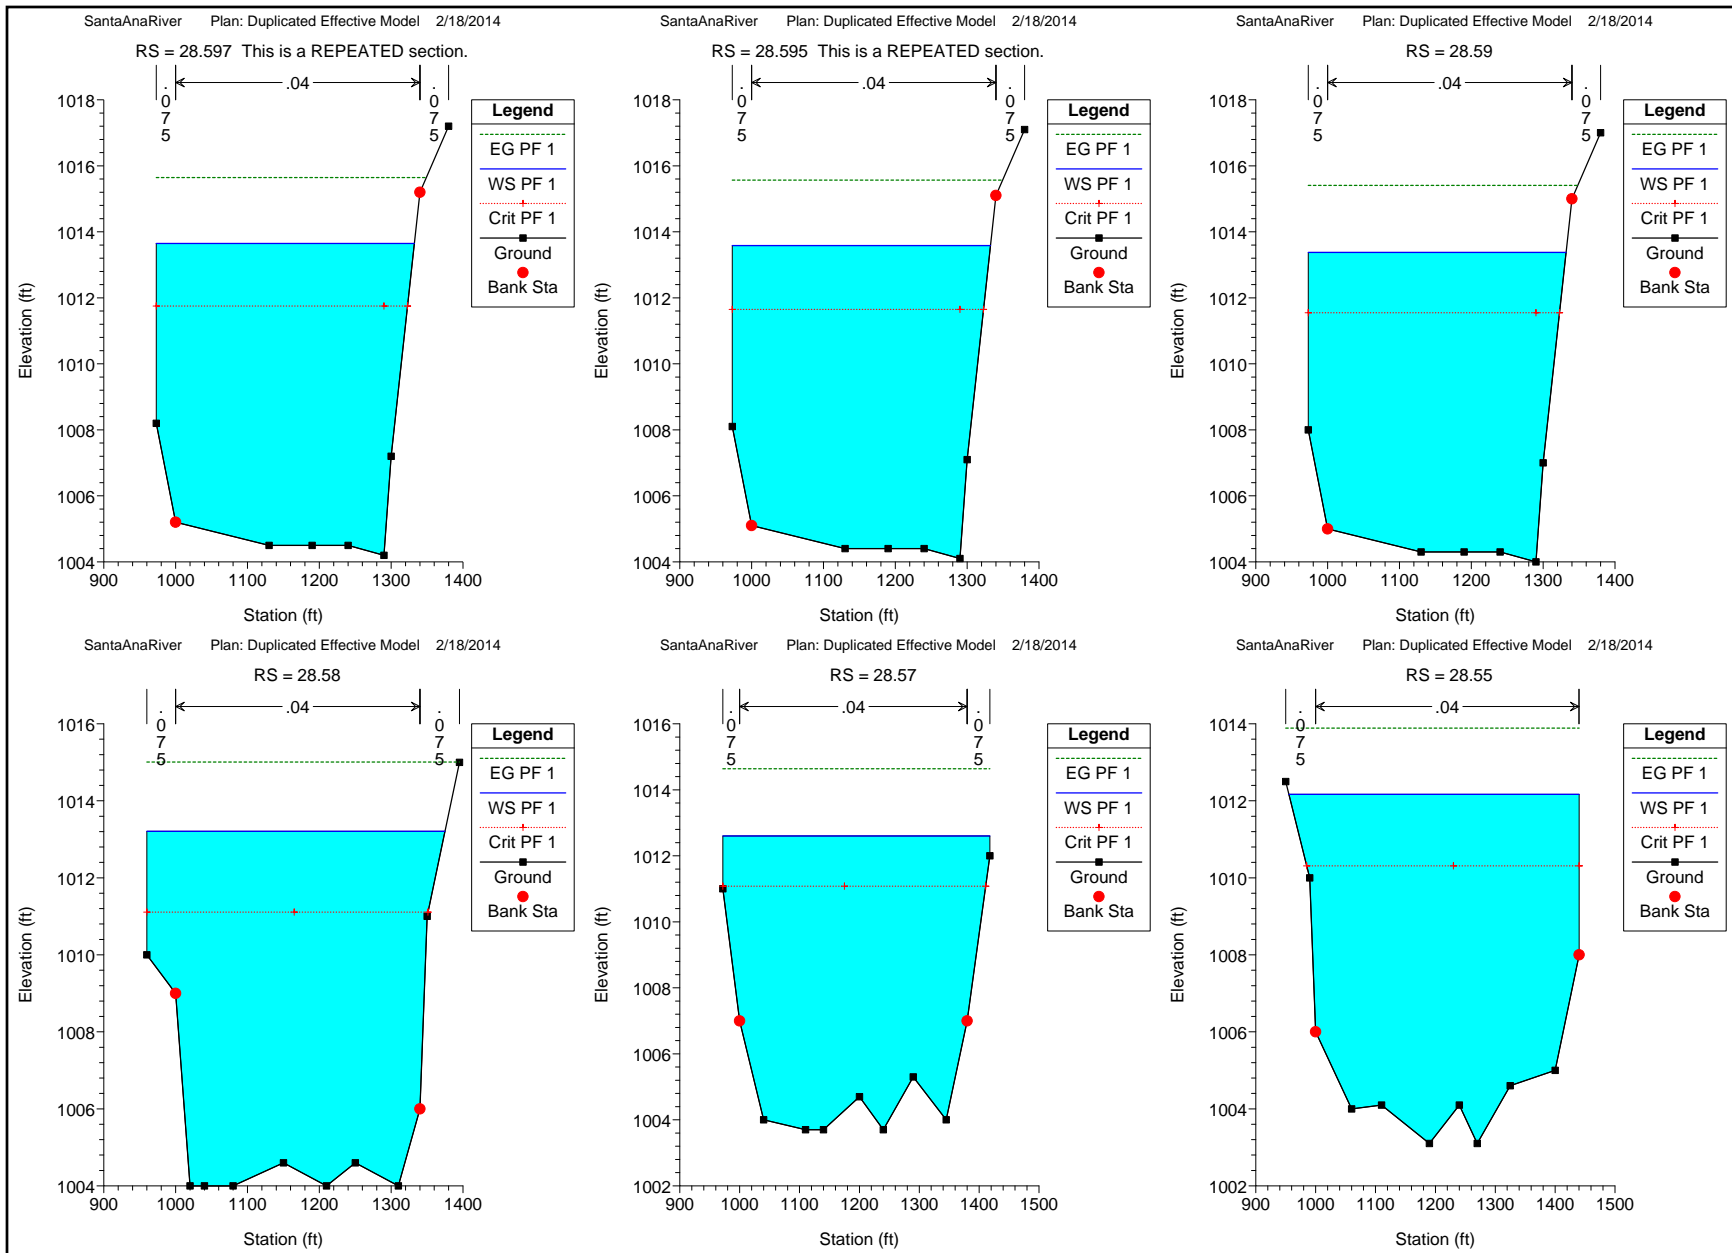 SantaAnaRiver Plan: Duplicated Effective Model 2/18/2014
RS = 28.597 This is a REPEATED section.
.04
.075
.075
1018
1016
1014
1012
1010
1008
1006
1004
900 1000 1100 1200 1300 1400
Elevation (ft)
Station (ft)
Legend
EG PF 1
WS PF 1
Crit PF 1
Ground
Bank Sta
SantaAnaRiver Plan: Duplicated Effective Model 2/18/2014
RS = 28.595 This is a REPEATED section.
.04
.075
.075
1018
1016
1014
1012
1010
1008
1006
1004
900 1000 1100 1200 1300 1400
Elevation (ft)
Station (ft)
Legend
EG PF 1
WS PF 1
Crit PF 1
Ground
Bank Sta
SantaAnaRiver Plan: Duplicated Effective Model 2/18/2014
RS = 28.59
.04
.075
.075
1018
1016
1014
1012
1010
1008
1006
1004
900 1000 1100 1200 1300 1400
Elevation (ft)
Station (ft)
Legend
EG PF 1
WS PF 1
Crit PF 1
Ground
Bank Sta
SantaAnaRiver Plan: Duplicated Effective Model 2/18/2014
RS = 28.58
.04
.075
.075
1016
1014
1012
1010
1008
1006
1004
900 1000 1100 1200 1300 1400
Elevation (ft)
Station (ft)
Legend
EG PF 1
WS PF 1
Crit PF 1
Ground
Bank Sta
SantaAnaRiver Plan: Duplicated Effective Model 2/18/2014
RS = 28.57
.04
.075
.075
1016
1014
1012
1010
1008
1006
1004
1002
900 1000 1100 1200 1300 1400 1500
Elevation (ft)
Station (ft)
Legend
EG PF 1
WS PF 1
Crit PF 1
Ground
Bank Sta
SantaAnaRiver Plan: Duplicated Effective Model 2/18/2014
RS = 28.55
.04
.075
1014
1012
1010
1008
1006
1004
1002
900 1000 1100 1200 1300 1400 1500
Elevation (ft)
Station (ft)
Legend
EG PF 1
WS PF 1
Crit PF 1
Ground
Bank Sta